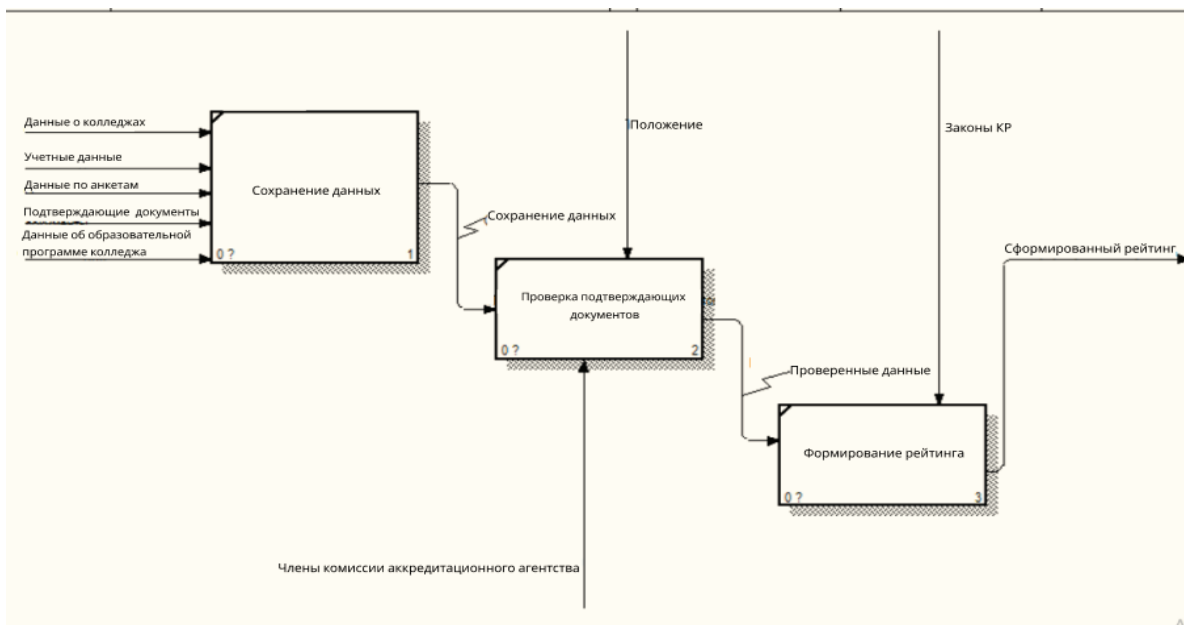 Данные о колледжах
Учетные данные
Данные по анкетам
Подтверждающие документы
Данные об образовательной
программе колледжа
Сохранение данных
0 ?
1
Сохранение данных
Положение
Проверка подтверждающих
документов
0 ?
2
Члены комиссии аккредитационного агентства
Проверенные данные
Законы КР
Формирование рейтинга
0 ?
3
Сформированный рейтинг